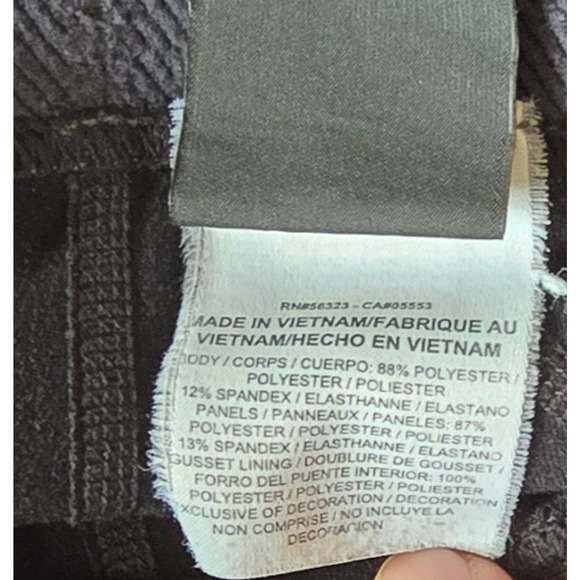 RN#56323 - CA#05553
MADE IN VIETNAM/FABRIQUE AU
VIETNAM/HECHO EN VIETNAM
BODY / CORPS / CUERPO: 88% POLYESTER /
POLYESTER / POLIESTER
12% SPANDEX / ELASTHANNE / ELASTANO
PANELS / PANNEAUX / PANELES: 87%
POLYESTER / POLYESTER / POLIESTER
13% SPANDEX / ELASTHANNE / ELASTANO
GUSSET LINING / DOUBLURE DE GOUSSET /
FORRO DEL PUENTE INTERIOR: 100%
POLYESTER / POLYESTER / POLIESTER
XCLUSIVE OF DECORATION / DECORATION
NON COMPRISE / NO INCLUYE LA
DECORACION